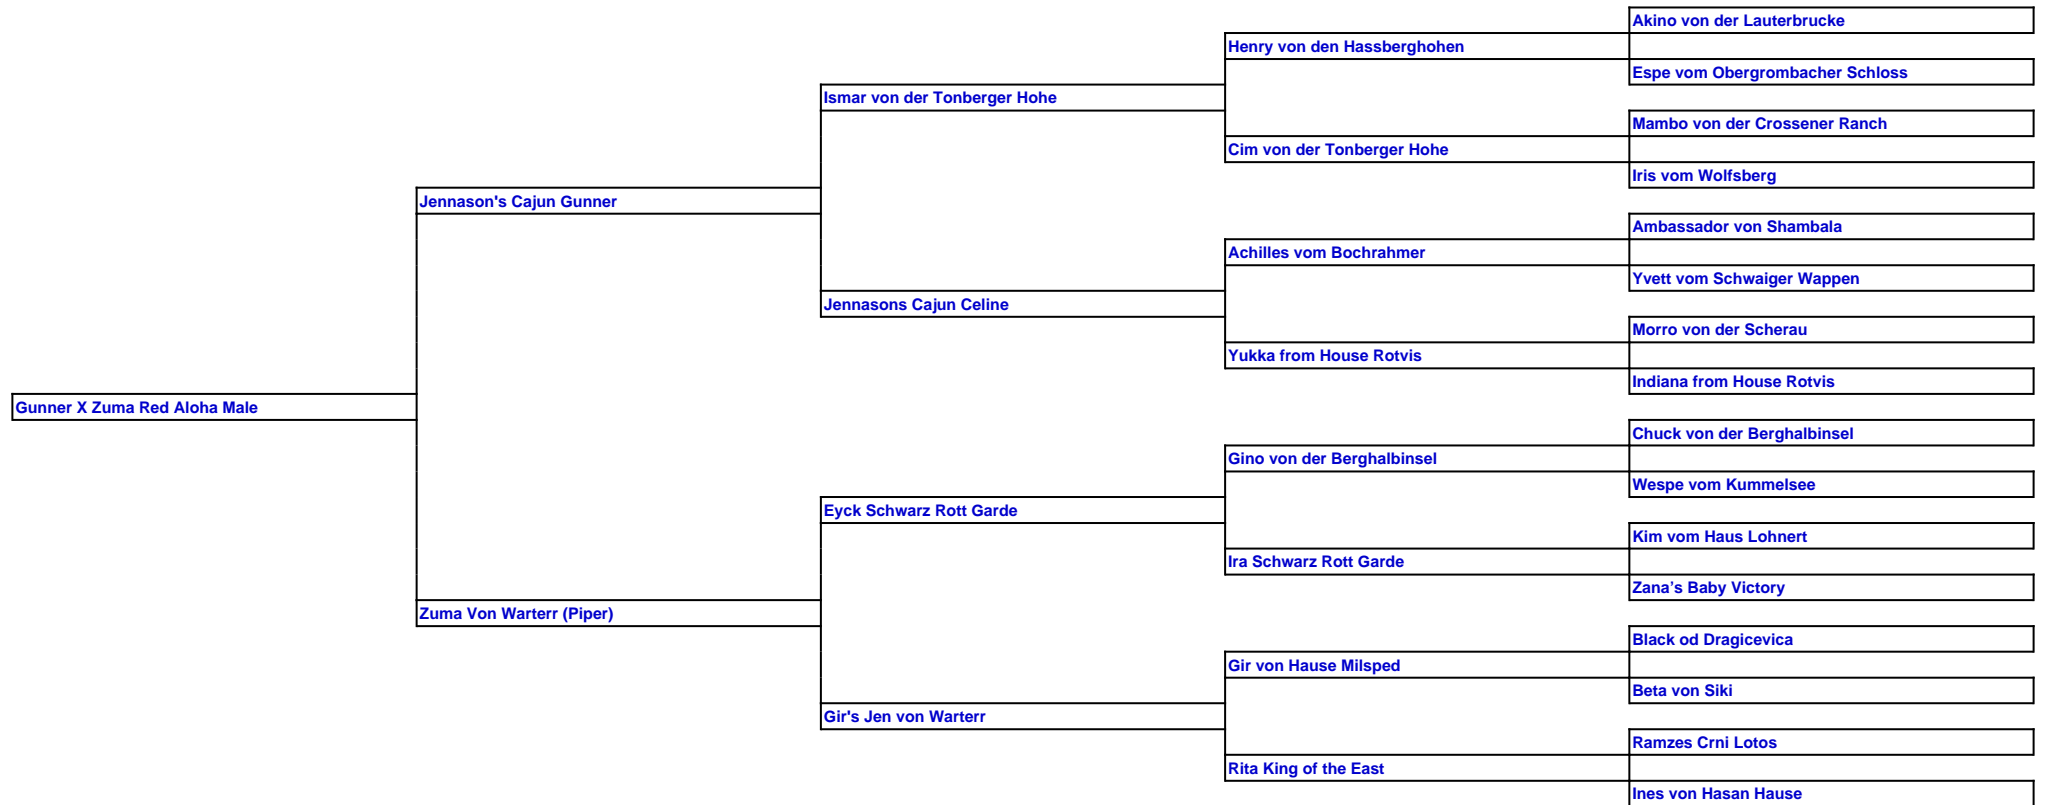 Akino von der Lauterbrucke
Henry von den Hassberghohen
Espe vom Obergrombacher Schloss
Ismar von der Tonberger Hohe
Mambo von der Crossener Ranch
Cim von der Tonberger Hohe
Iris vom Wolfsberg
Jennason's Cajun Gunner
Ambassador von Shambala
Achilles vom Bochrahmer
Yvett vom Schwaiger Wappen
Jennasons Cajun Celine
Morro von der Scherau
Yukka from House Rotvis
Indiana from House Rotvis
Gunner X Zuma Red Aloha Male
Chuck von der Berghalbinsel
Gino von der Berghalbinsel
Wespe vom Kummelsee
Eyck Schwarz Rott Garde
Kim vom Haus Lohnert
Ira Schwarz Rott Garde
Zana’s Baby Victory
Zuma Von Warterr (Piper)
Black od Dragicevica
Gir von Hause Milsped
Beta von Siki
Gir's Jen von Warterr
Ramzes Crni Lotos
Rita King of the East
Ines von Hasan Hause